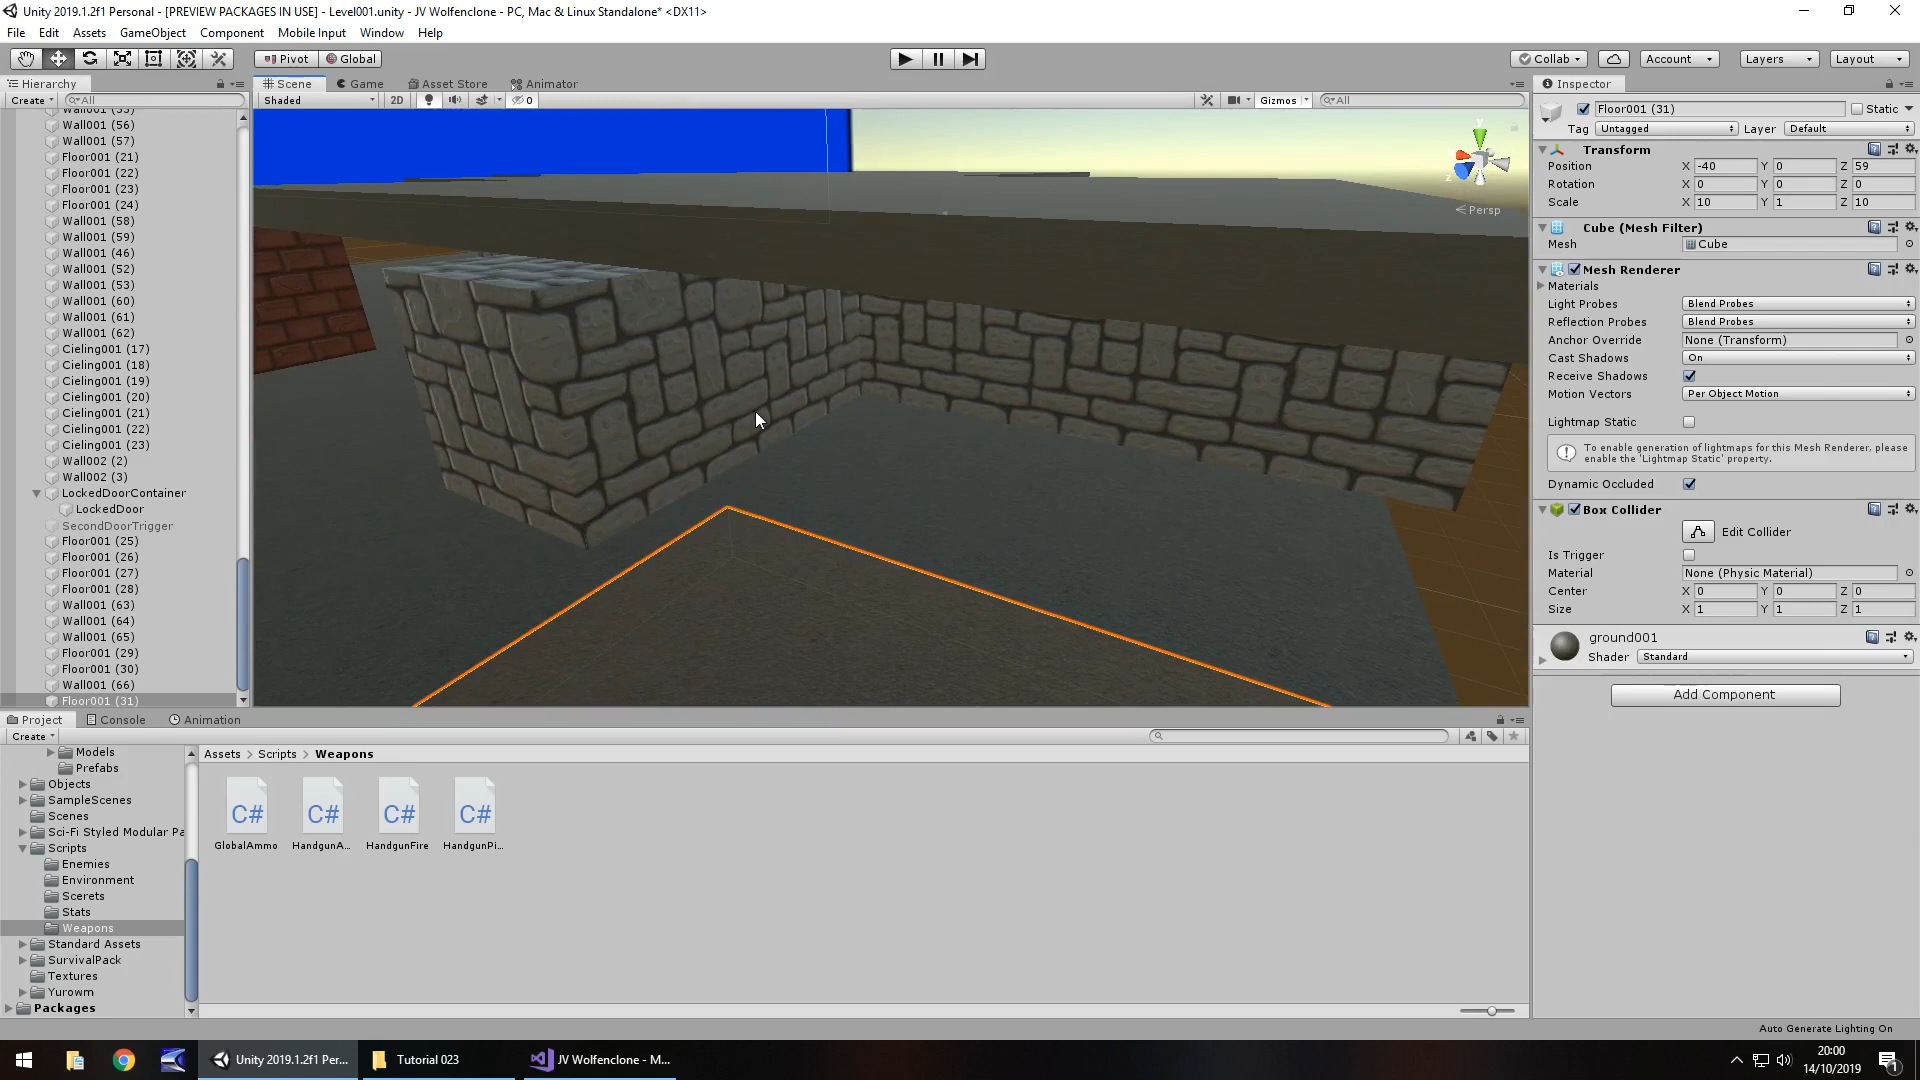 Unity 2019.1.2f1 Personal - [PREVIEW PACKAGES IN USE] - Level001.unity - JV Wolfenclone - PC, Mac & Linux Standalone* <DX11>
File Edit Assets GameObject Component Mobile Input Window Help
Pivot Global Collab Account Layers Layout
Hierarchy Scene Game Asset Store Animator Inspector
Create All Shaded 2D 0 Gizmos All
Floor001 (31) Static
Tag Untagged Layer Default
Transform
Position X -40 Y 0 Z 59
Rotation X 0 Y 0 Z 0
Scale X 10 Y 1 Z 10
Cube (Mesh Filter)
Mesh Cube
Mesh Renderer
Materials
Light Probes Blend Probes
Reflection Probes Blend Probes
Anchor Override None (Transform)
Cast Shadows On
Receive Shadows
Motion Vectors Per Object Motion
Lightmap Static
To enable generation of lightmaps for this Mesh Renderer, please
enable the 'Lightmap Static' property.
Dynamic Occluded
Box Collider
Edit Collider
Is Trigger
Material None (Physic Material)
Center X 0 Y 0 Z 0
Size X 1 Y 1 Z 1
ground001
Shader Standard
Add Component
y
z
Persp
Wall001 (55)
Wall001 (56)
Wall001 (57)
Floor001 (21)
Floor001 (22)
Floor001 (23)
Floor001 (24)
Wall001 (58)
Wall001 (59)
Wall001 (46)
Wall001 (52)
Wall001 (53)
Wall001 (60)
Wall001 (61)
Wall001 (62)
Cieling001 (17)
Cieling001 (18)
Cieling001 (19)
Cieling001 (20)
Cieling001 (21)
Cieling001 (22)
Cieling001 (23)
Wall002 (2)
Wall002 (3)
LockedDoorContainer
LockedDoor
SecondDoorTrigger
Floor001 (25)
Floor001 (26)
Floor001 (27)
Floor001 (28)
Wall001 (63)
Wall001 (64)
Wall001 (65)
Floor001 (29)
Floor001 (30)
Wall001 (66)
Floor001 (31)
Project Console Animation
Create
Models
Prefabs
Objects
SampleScenes
Scenes
Sci-Fi Styled Modular Pa
Scripts
Enemies
Environment
Scerets
Stats
Weapons
Standard Assets
SurvivalPack
Textures
Yurowm
Packages
Assets > Scripts > Weapons
C# C# C# C#
GlobalAmmo HandgunA... HandgunFire HandgunPi...
Auto Generate Lighting On
Unity 2019.1.2f1 Per... Tutorial 023 JV Wolfenclone - M...
20:00
14/10/2019
1